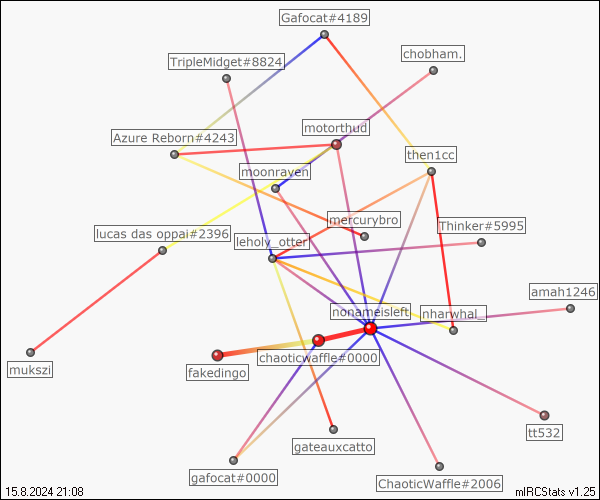 Gafocat#4189
chobham.
TripleMidget#8824
motorthud
Azure Reborn#4243
then1cc
moonraven
mercurybro
Thinker#5995
lucas das oppai#2396
leholy_otter
amah1246
nonameisleft
nharwhal_
chaoticwaffle#0000
mukszi
fakedingo
tt532
gateauxcatto
gafocat#0000
ChaoticWaffle#2006
15.8.2024 21:08
mIRCStats v1.25